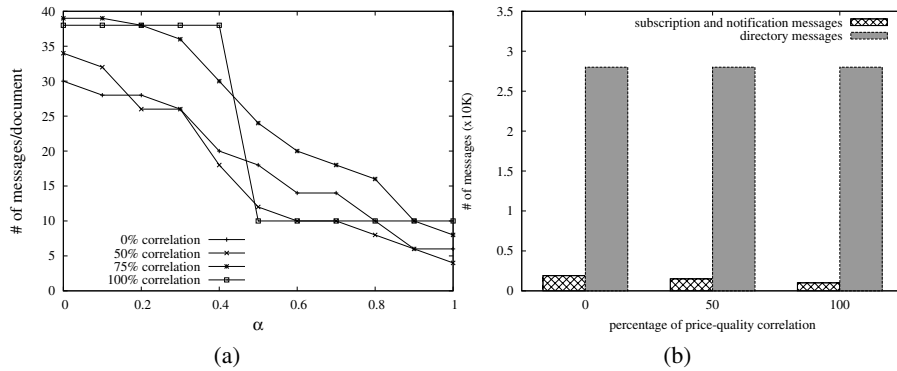 # of messages/document
40
35
30
25
20
15
10
5
0
0% correlation
50% correlation
75% correlation
100% correlation
0 0.2 0.4 0.6 0.8 1
α
(a)
# of messages (x10K)
3.5
3
2.5
2
1.5
1
0.5
0
subscription and notification messages
directory messages
0 50 100
percentage of price-quality correlation
(b)